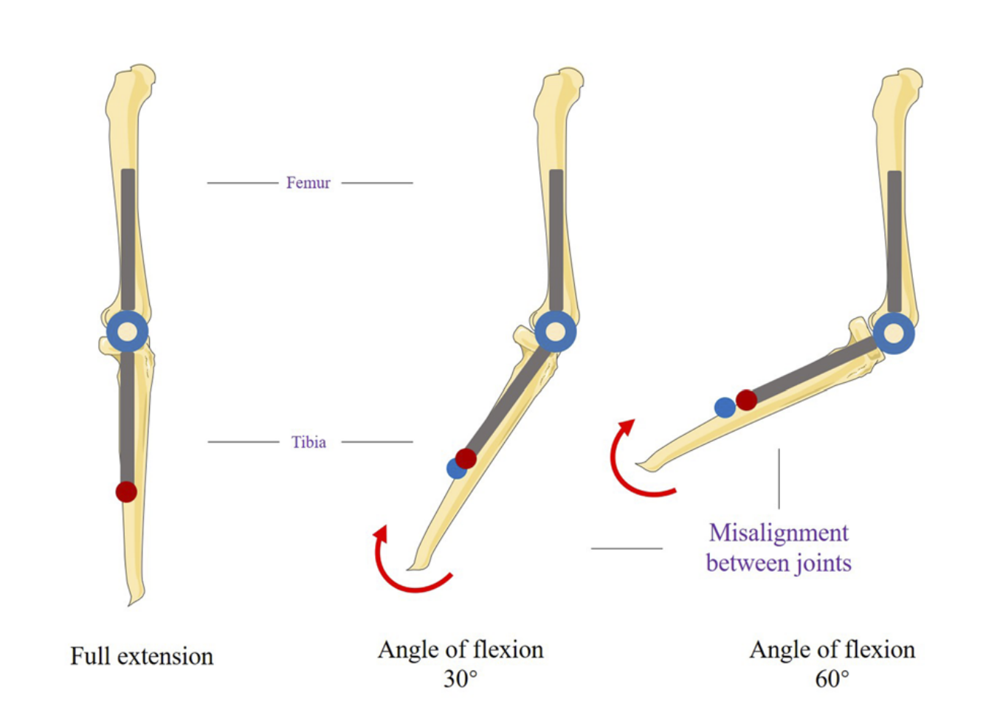 Femur
Tibia
Misalignment
between joints
Full extension
Angle of flexion
30°
Angle of flexion
60°